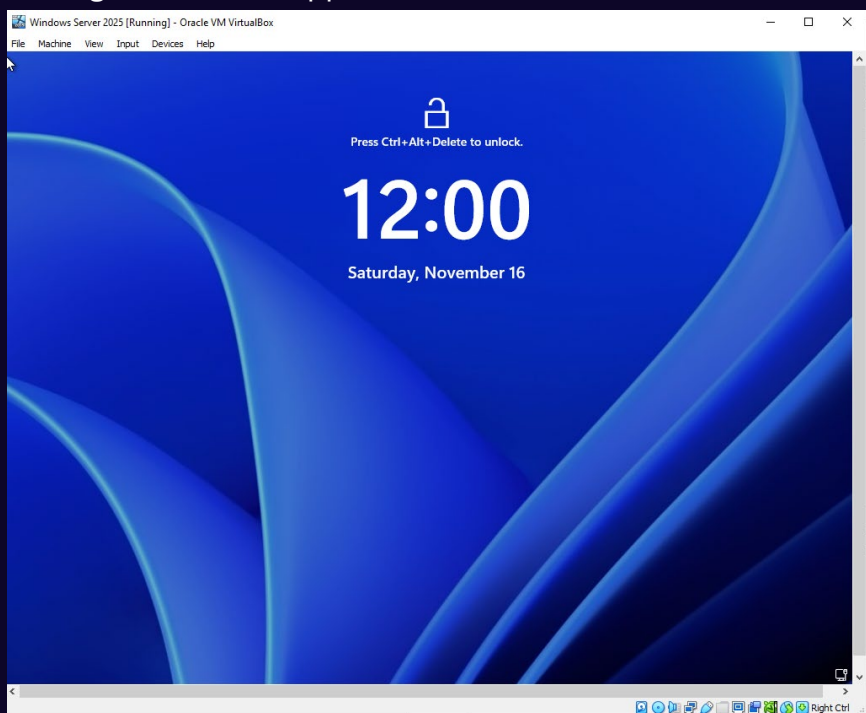 Windows Server 2025 [Running] - Oracle VM VirtualBox
File Machine View Input Devices Help
Press Ctrl+Alt+Delete to unlock.
12:00
Saturday, November 16
Right Ctrl